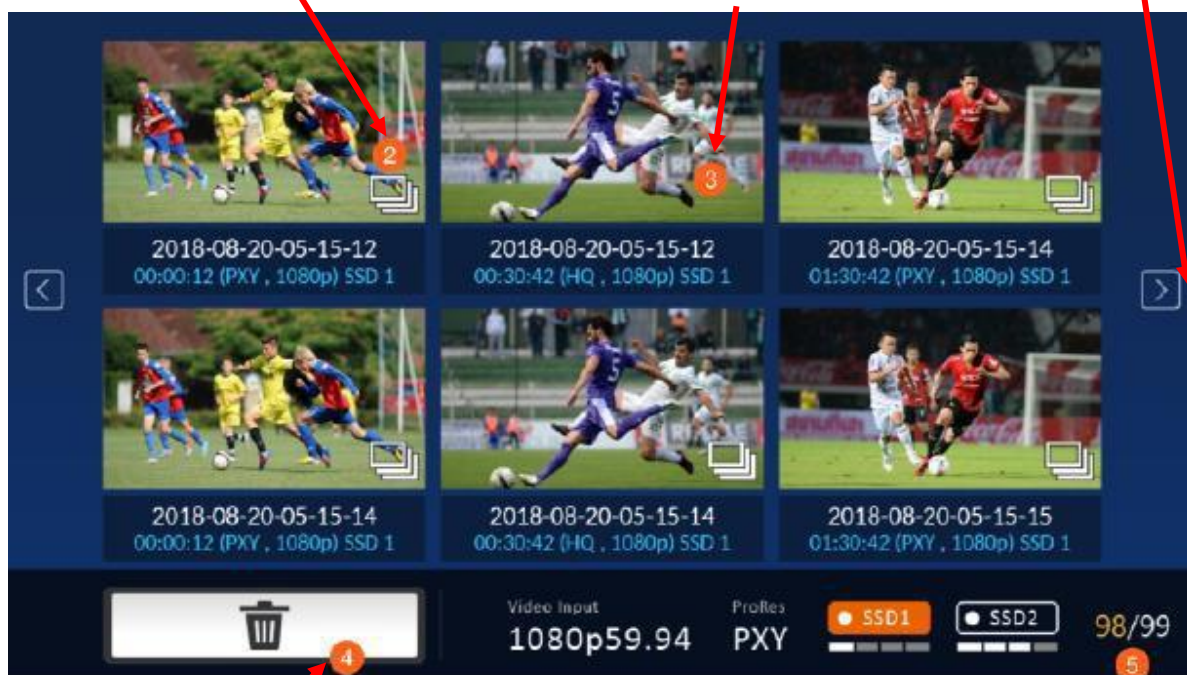 2
3
2018-08-20-05-15-12
00:00:12 (PXY , 1080p) SSD 1
2018-08-20-05-15-12
00:30:42 (HQ , 1080p) SSD 1
2018-08-20-05-15-14
01:30:42 (PXY , 1080p) SSD 1
2018-08-20-05-15-14
00:00:12 (PXY , 1080p) SSD 1
2018-08-20-05-15-14
00:30:42 (HQ , 1080p) SSD 1
2018-08-20-05-15-15
01:30:42 (PXY , 1080p) SSD 1
4
Video Input
1080p59.94
ProRes
PXY
SSD1
SSD2
98/99
5